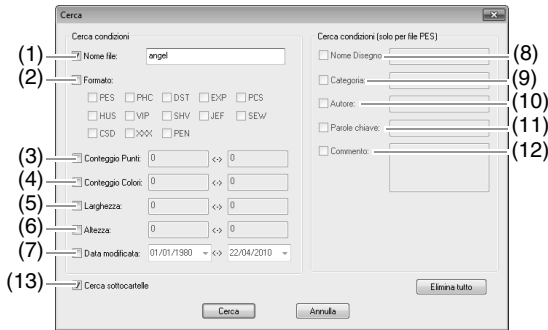 Cerca
Cerca condizioni
(1) Nome file: angel
(2) Formato:
PES PHC DST EXP PCS
HUS VIP SHV JEF SEW
CSD XXX PEN
(3) Conteggio Punti: 0 <-> 0
(4) Conteggio Colori: 0 <-> 0
(5) Larghezza: 0 <-> 0
(6) Altezza: 0 <-> 0
(7) Data modificata: 01/01/1980 <-> 22/04/2010
(13) Cerca sottocartelle
Cerca condizioni (solo per file PES)
Nome Disegno (8)
Categoria: (9)
Autore: (10)
Parole chiave: (11)
Commento: (12)
Elimina tutto
Cerca Annulla